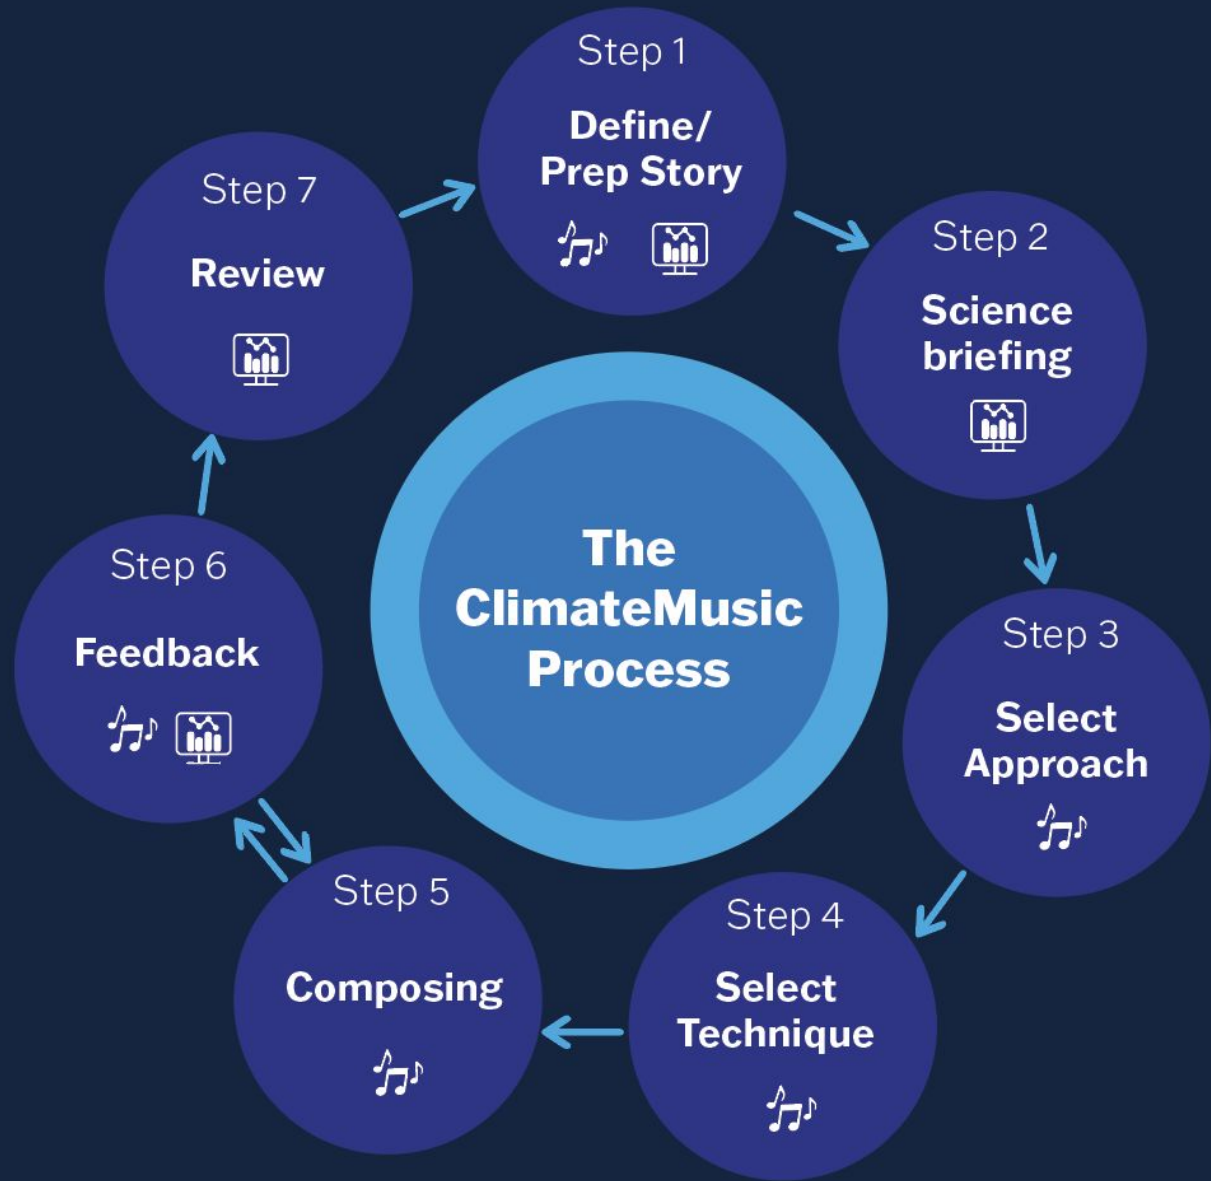 Step 1
Define/
Prep Story
Step 2
Science
briefing
Step 3
Select
Approach
Step 4
Select
Technique
Step 5
Composing
Step 6
Feedback
Step 7
Review
The
ClimateMusic
Process